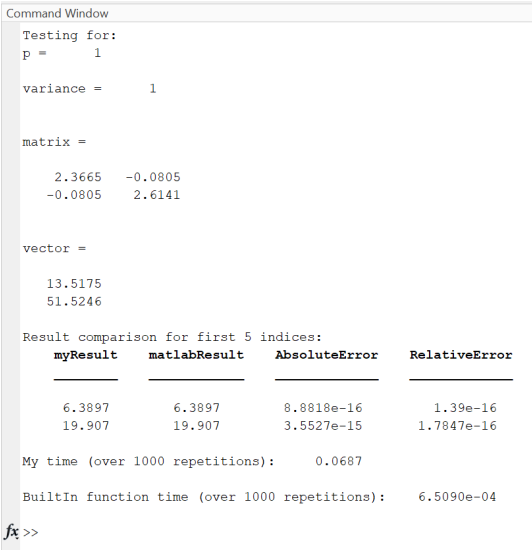 Command Window
Testing for:
p = 1
variance = 1
matrix =
2.3665 -0.0805
-0.0805 2.6141
vector =
13.5175
51.5246
Result comparison for first 5 indices:
myResult matlabResult AbsoluteError RelativeError
6.3897 6.3897 8.8818e-16 1.39e-16
19.907 19.907 3.5527e-15 1.7847e-16
My time (over 1000 repetitions): 0.0687
BuiltIn function time (over 1000 repetitions): 6.5090e-04
fx >>